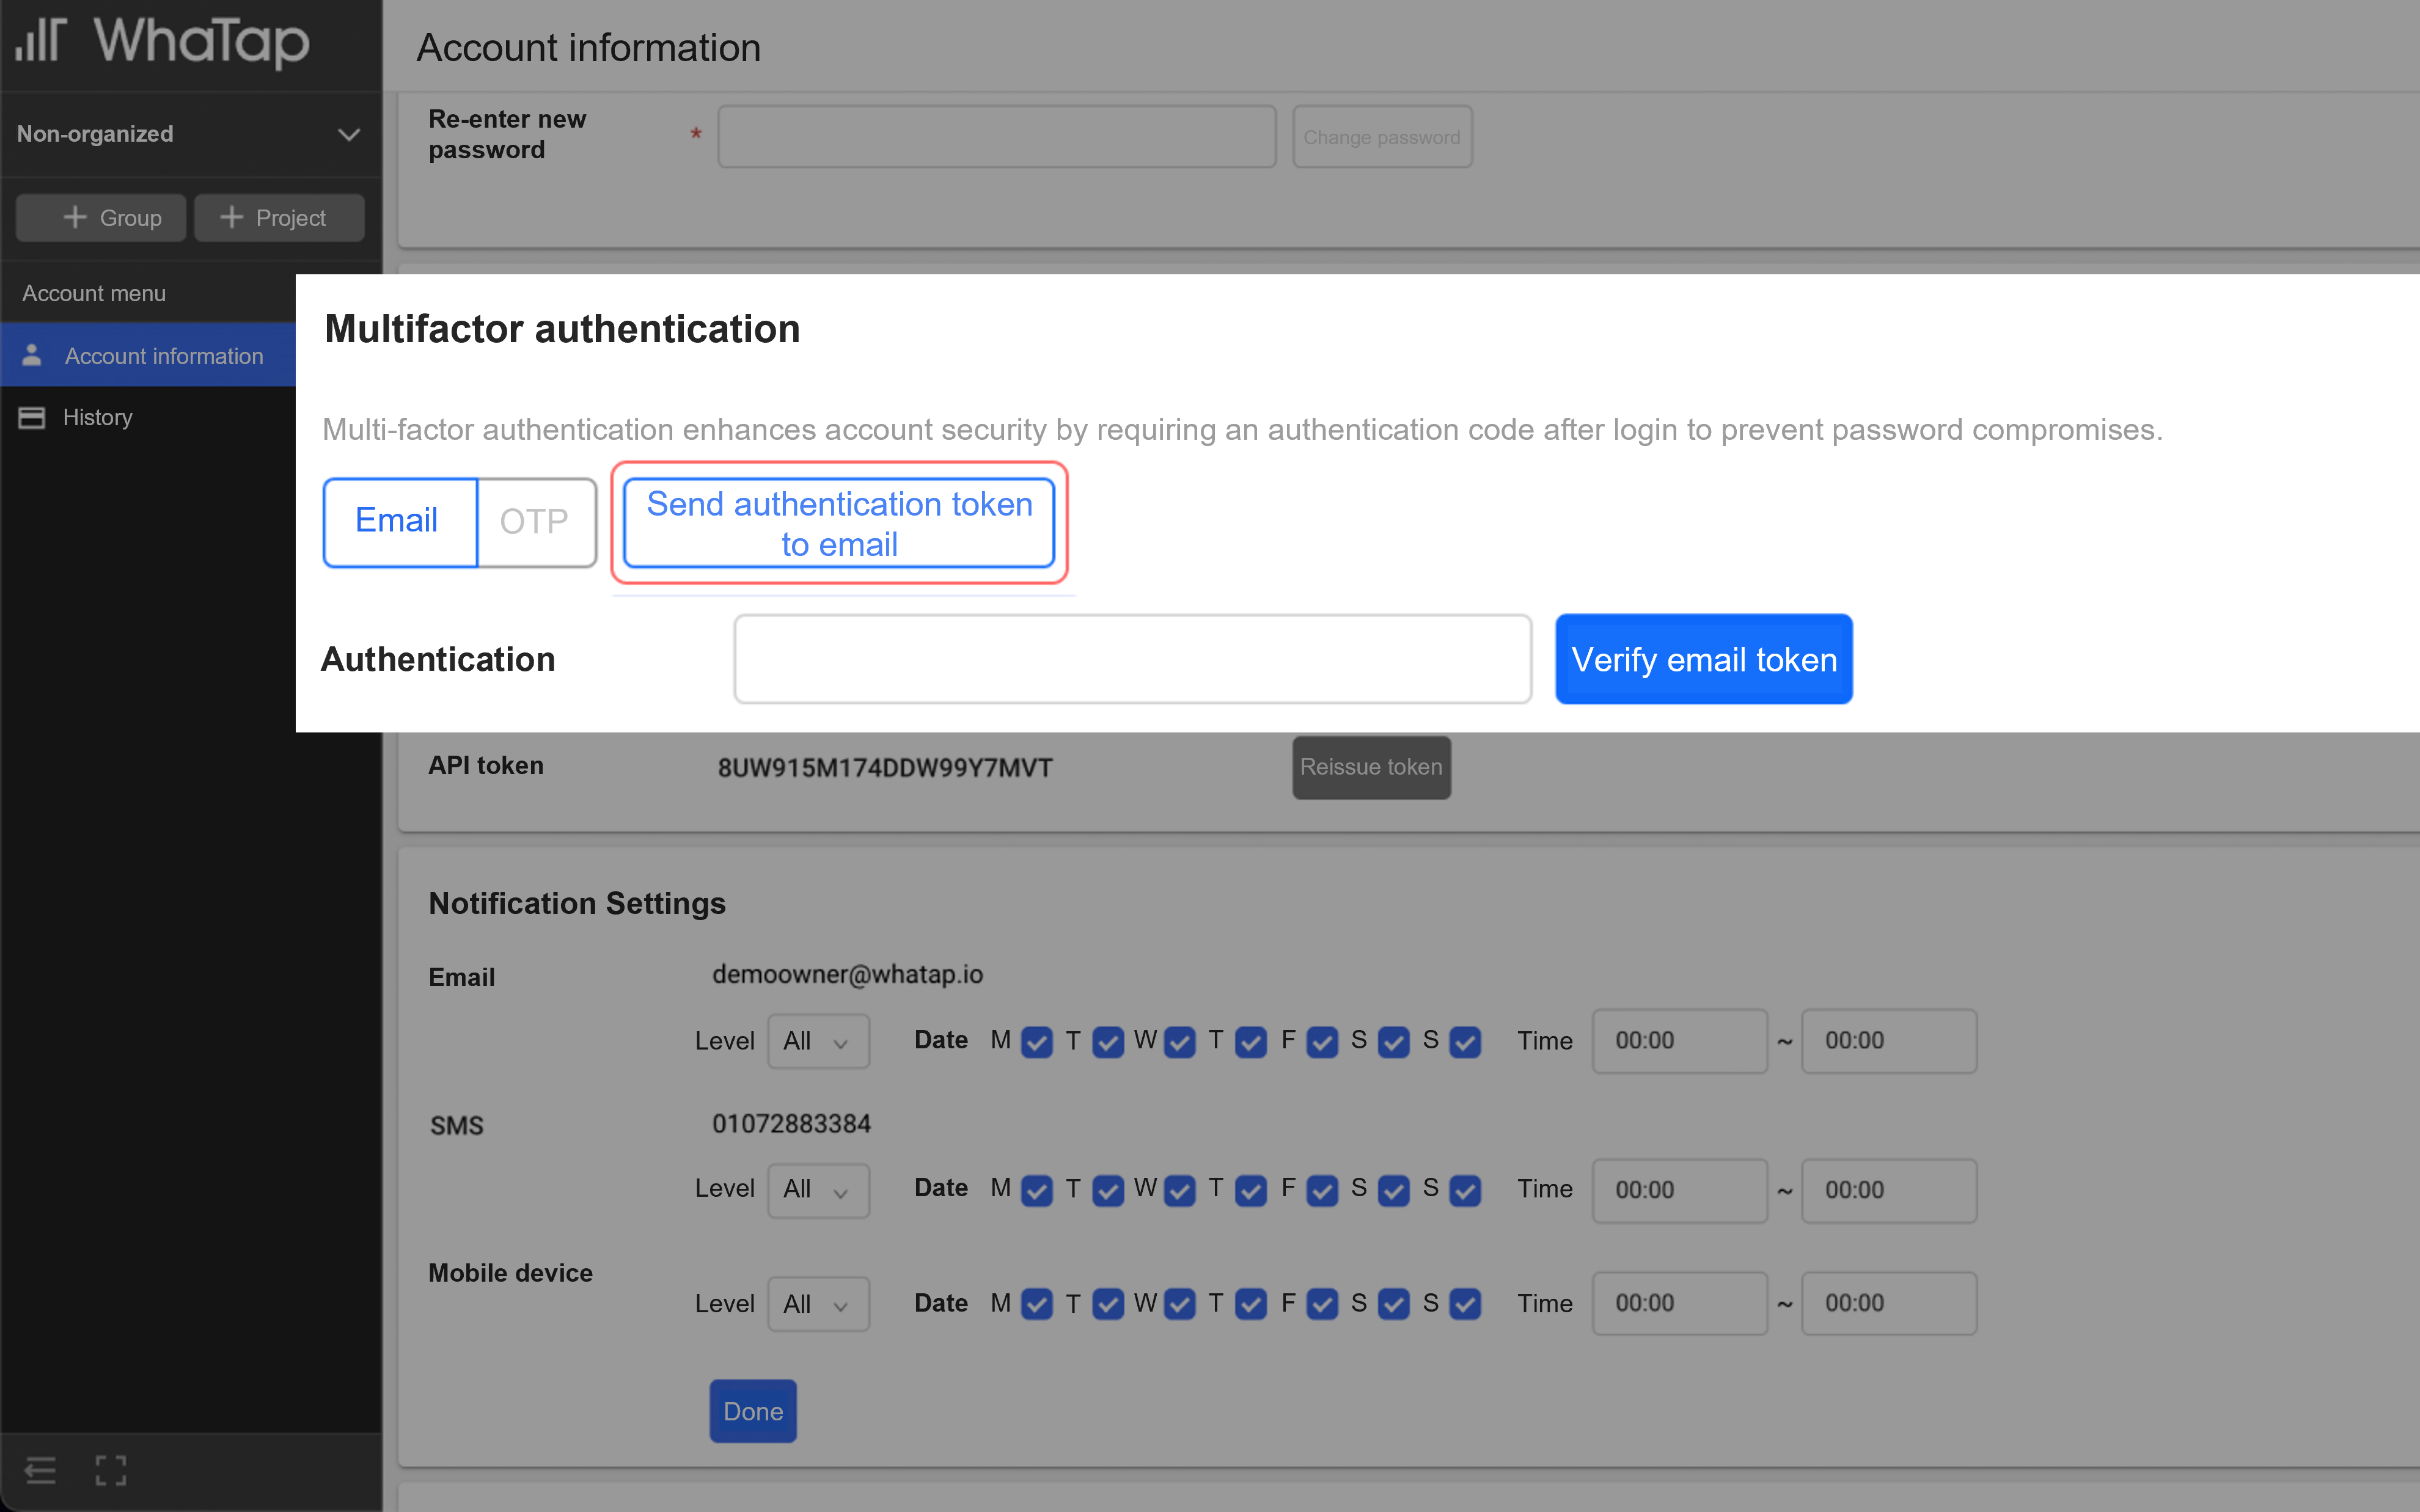 WhaTap
Account information
Non-organized
Re-enter new
password
*
Change password
Group
Project
Account menu
Account information
History
Multifactor authentication
Multi-factor authentication enhances account security by requiring an authentication code after login to prevent password compromises.
Email
OTP
Send authentication token
to email
Authentication
Verify email token
API token
8UW915M174DDW99Y7MVT
Reissue token
Notification Settings
Email
demoowner@whatap.io
Level All Date M T W T F S S Time 00:00 ~ 00:00
SMS
01072883384
Level All Date M T W T F S S Time 00:00 ~ 00:00
Mobile device
Level All Date M T W T F S S Time 00:00 ~ 00:00
Done